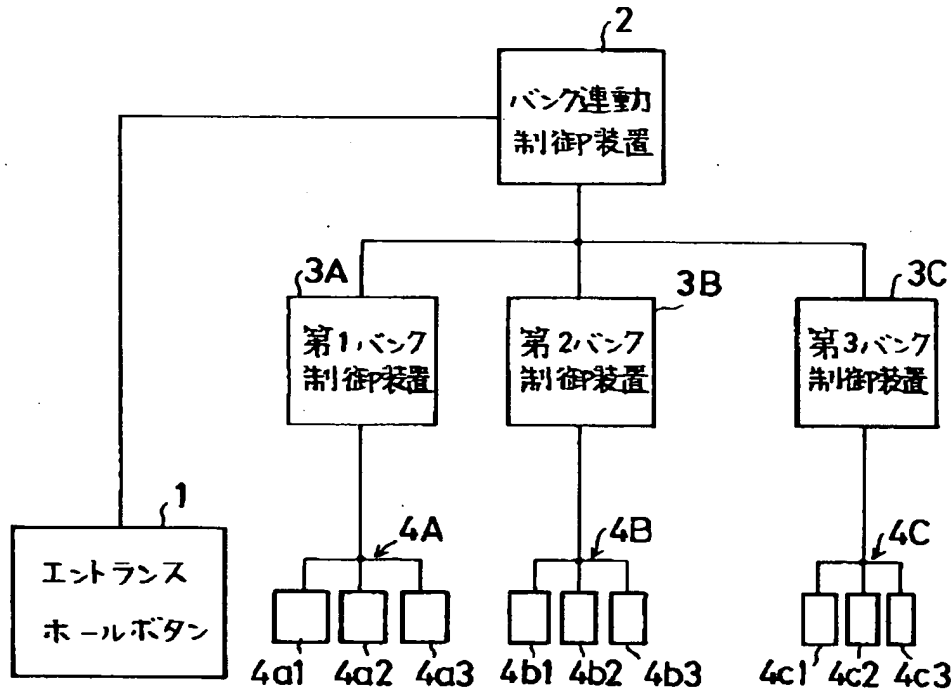 2
バンク連動
制御装置
3A
3B
3C
第1バンク
制御装置
第2バンク
制御装置
第3バンク
制御装置
1
エントランス
ホールボタン
4A
4B
4C
4a1
4a2
4a3
4b1
4b2
4b3
4c1
4c2
4c3